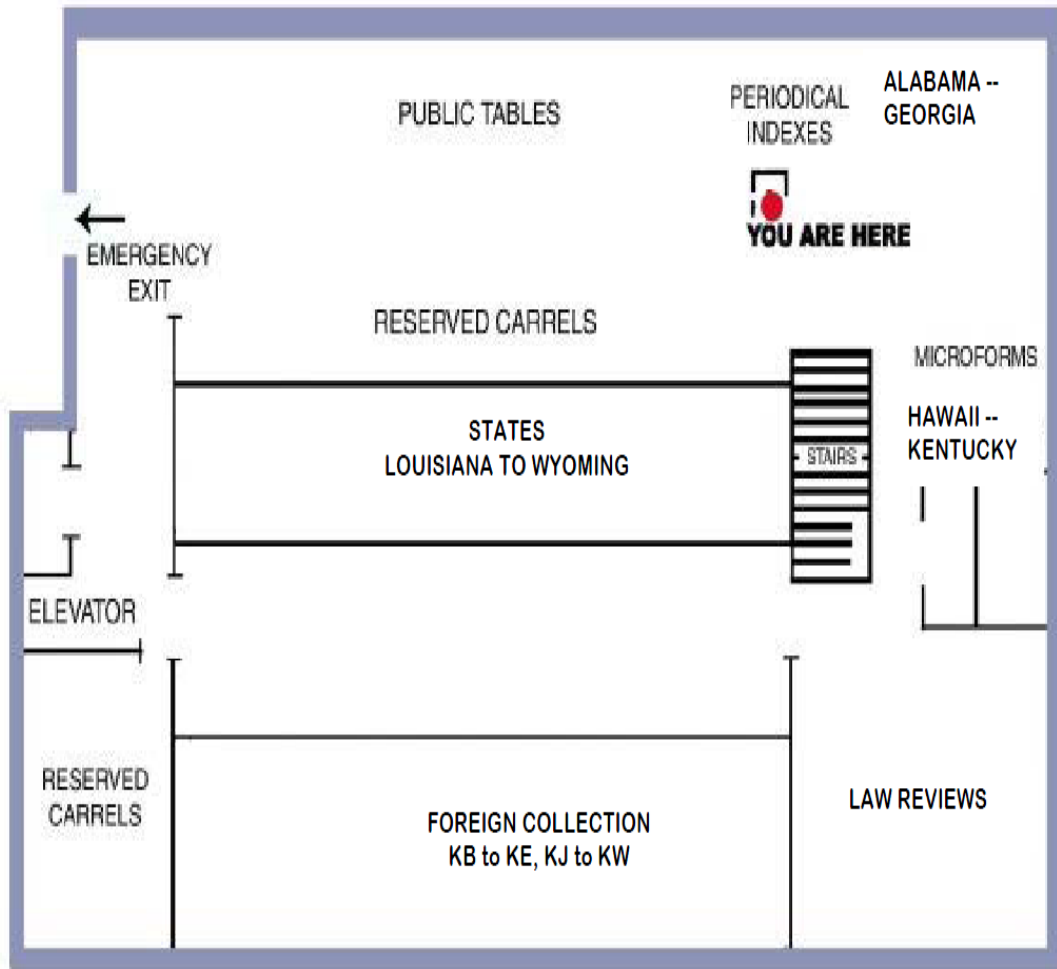 PUBLIC TABLES
PERIODICAL
INDEXES
ALABAMA --
GEORGIA
YOU ARE HERE
EMERGENCY
EXIT
RESERVED CARRELS
MICROFORMS
STATES
LOUISIANA TO WYOMING
STAIRS
HAWAII --
KENTUCKY
ELEVATOR
RESERVED
CARRELS
FOREIGN COLLECTION
KB to KE, KJ to KW
LAW REVIEWS